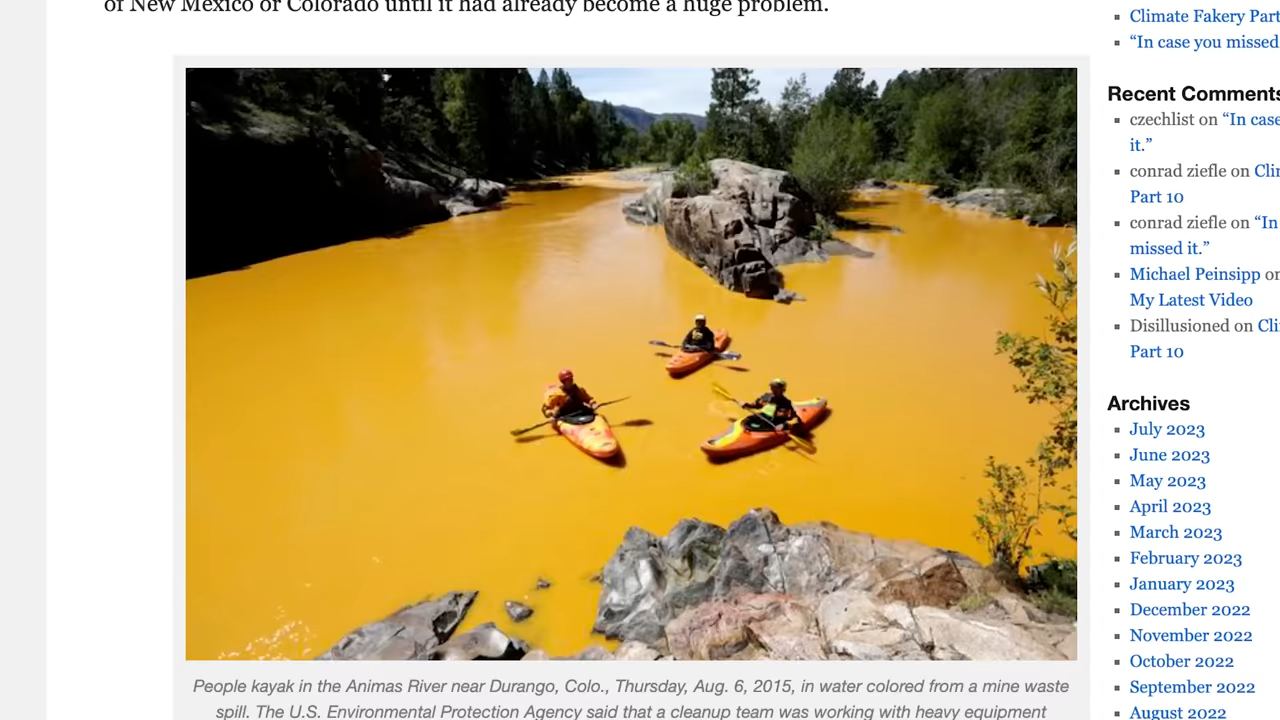 of New Mexico or Colorado until it had already become a huge problem.
People kayak in the Animas River near Durango, Colo., Thursday, Aug. 6, 2015, in water colored from a mine waste
spill. The U.S. Environmental Protection Agency said that a cleanup team was working with heavy equipment
Climate Fakery Part
“In case you missed
Recent Comments
czechlist on “In case
it.”
conrad ziefle on Cli
Part 10
conrad ziefle on “In
missed it.”
Michael Peinsipp on
My Latest Video
Disillusioned on Cli
Part 10
Archives
July 2023
June 2023
May 2023
April 2023
March 2023
February 2023
January 2023
December 2022
November 2022
October 2022
September 2022
August 2022